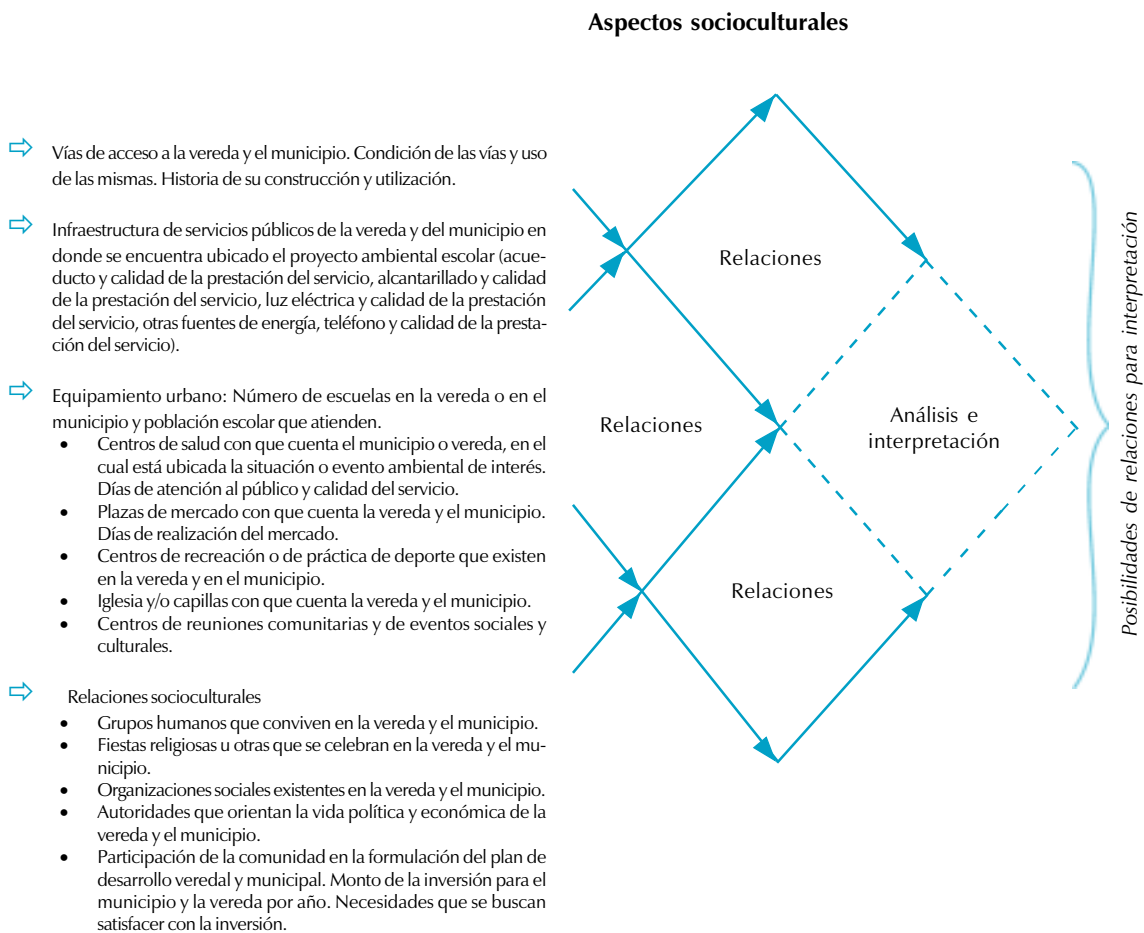 Aspectos socioculturales
Vías de acceso a la vereda y el municipio. Condición de las vías y uso
de las mismas. Historia de su construcción y utilización.
Infraestructura de servicios públicos de la vereda y del municipio en
donde se encuentra ubicado el proyecto ambiental escolar (acue-
ducto y calidad de la prestación del servicio, alcantarillado y calidad
de la prestación del servicio, luz eléctrica y calidad de la prestación
del servicio, otras fuentes de energía, teléfono y calidad de la presta-
ción del servicio).
Equipamiento urbano: Número de escuelas en la vereda o en el
municipio y población escolar que atienden.
• Centros de salud con que cuenta el municipio o vereda, en el
cual está ubicada la situación o evento ambiental de interés.
Días de atención al público y calidad del servicio.
• Plazas de mercado con que cuenta la vereda y el municipio.
Días de realización del mercado.
• Centros de recreación o de práctica de deporte que existen
en la vereda y en el municipio.
• Iglesia y/o capillas con que cuenta la vereda y el municipio.
• Centros de reuniones comunitarias y de eventos sociales y
culturales.
Relaciones socioculturales
• Grupos humanos que conviven en la vereda y el municipio.
• Fiestas religiosas u otras que se celebran en la vereda y el mu-
nicipio.
• Organizaciones sociales existentes en la vereda y el municipio.
• Autoridades que orientan la vida política y económica de la
vereda y el municipio.
• Participación de la comunidad en la formulación del plan de
desarrollo veredal y municipal. Monto de la inversión para el
municipio y la vereda por año. Necesidades que se buscan
satisfacer con la inversión.
Relaciones
Relaciones
Análisis e
interpretación
Relaciones
Posibilidades de relaciones para interpretación